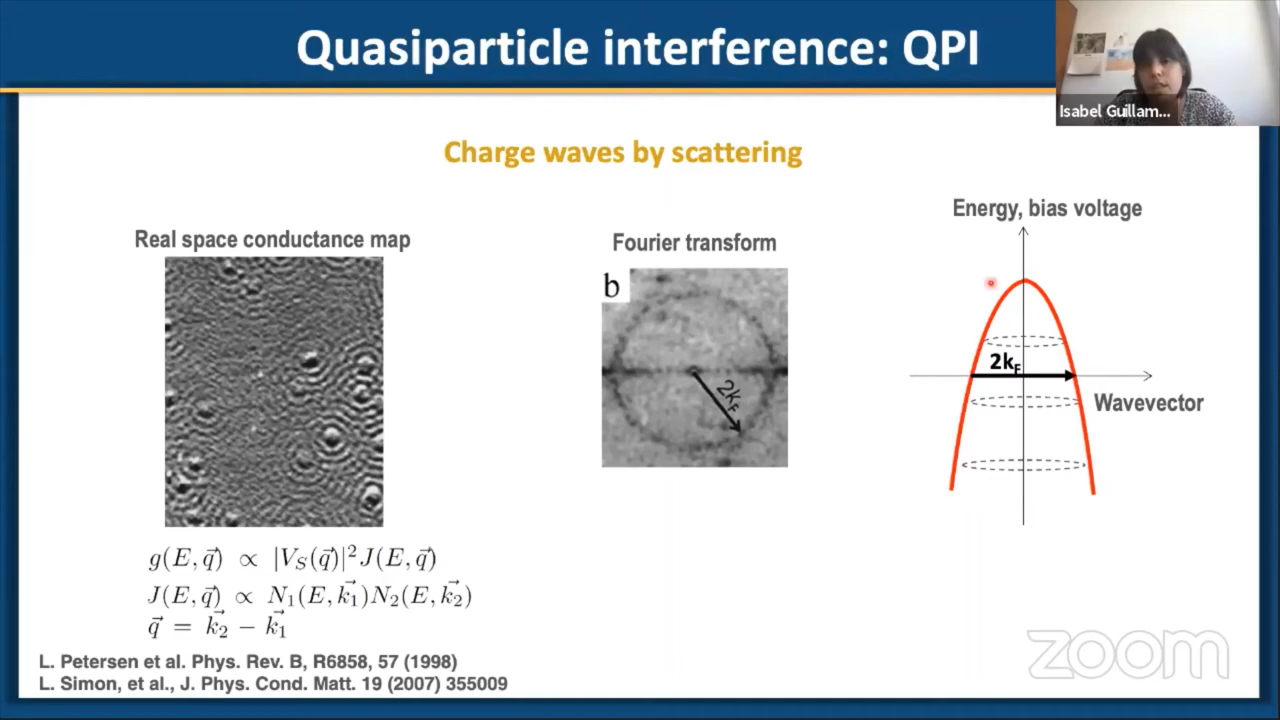 Quasiparticle interference: QPI
Isabel Guillam...
Charge waves by scattering
Real space conductance map
Fourier transform
b
2k_F
Energy, bias voltage
2k_F
Wavevector
g(E, q⃗) ∝ |V_S(q⃗)|² J(E, q⃗)
J(E, q⃗) ∝ N₁(E, k⃗₁)N₂(E, k⃗₂)
q⃗ = k⃗₂ − k⃗₁
L. Petersen et al. Phys. Rev. B, R6858, 57 (1998)
L. Simon, et al., J. Phys. Cond. Matt. 19 (2007) 355009
zoom